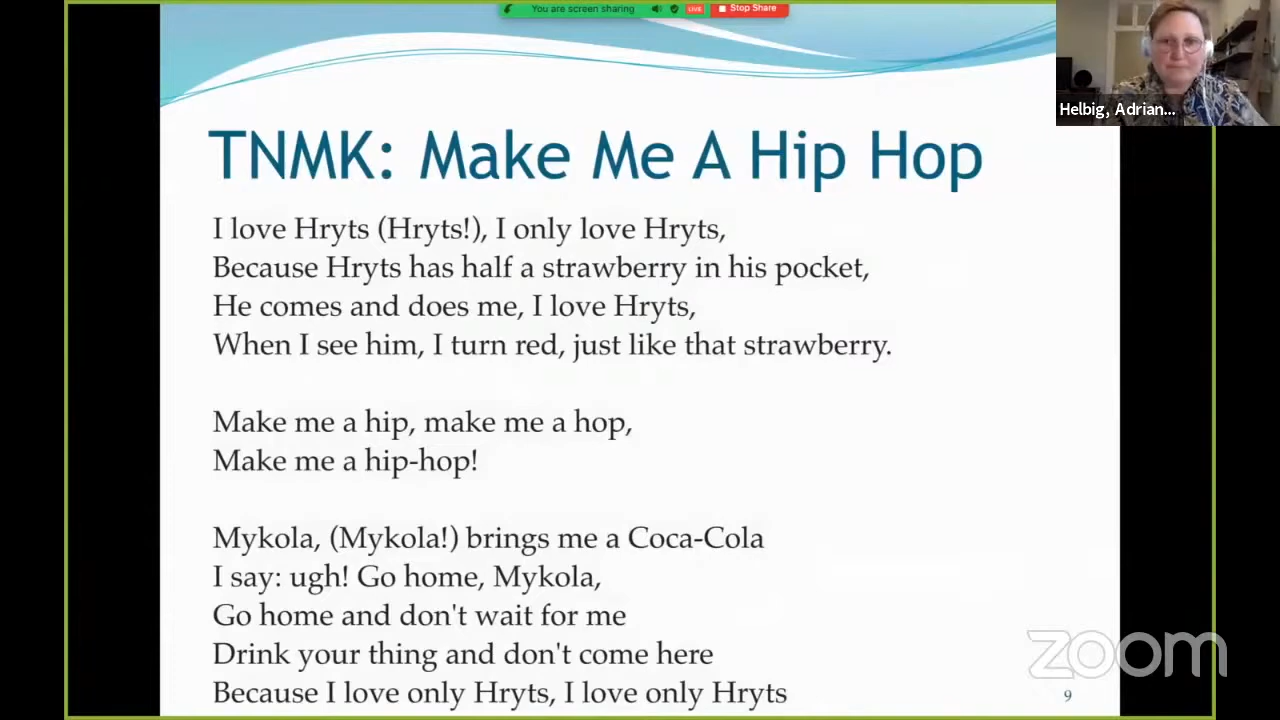 You are screen sharing
LIVE
Stop Share
Helbig, Adrian...
TNMK: Make Me A Hip Hop
I love Hryts (Hryts!), I only love Hryts,
Because Hryts has half a strawberry in his pocket,
He comes and does me, I love Hryts,
When I see him, I turn red, just like that strawberry.
Make me a hip, make me a hop,
Make me a hip-hop!
Mykola, (Mykola!) brings me a Coca-Cola
I say: ugh! Go home, Mykola,
Go home and don't wait for me
Drink your thing and don't come here
Because I love only Hryts, I love only Hryts
zoom
9